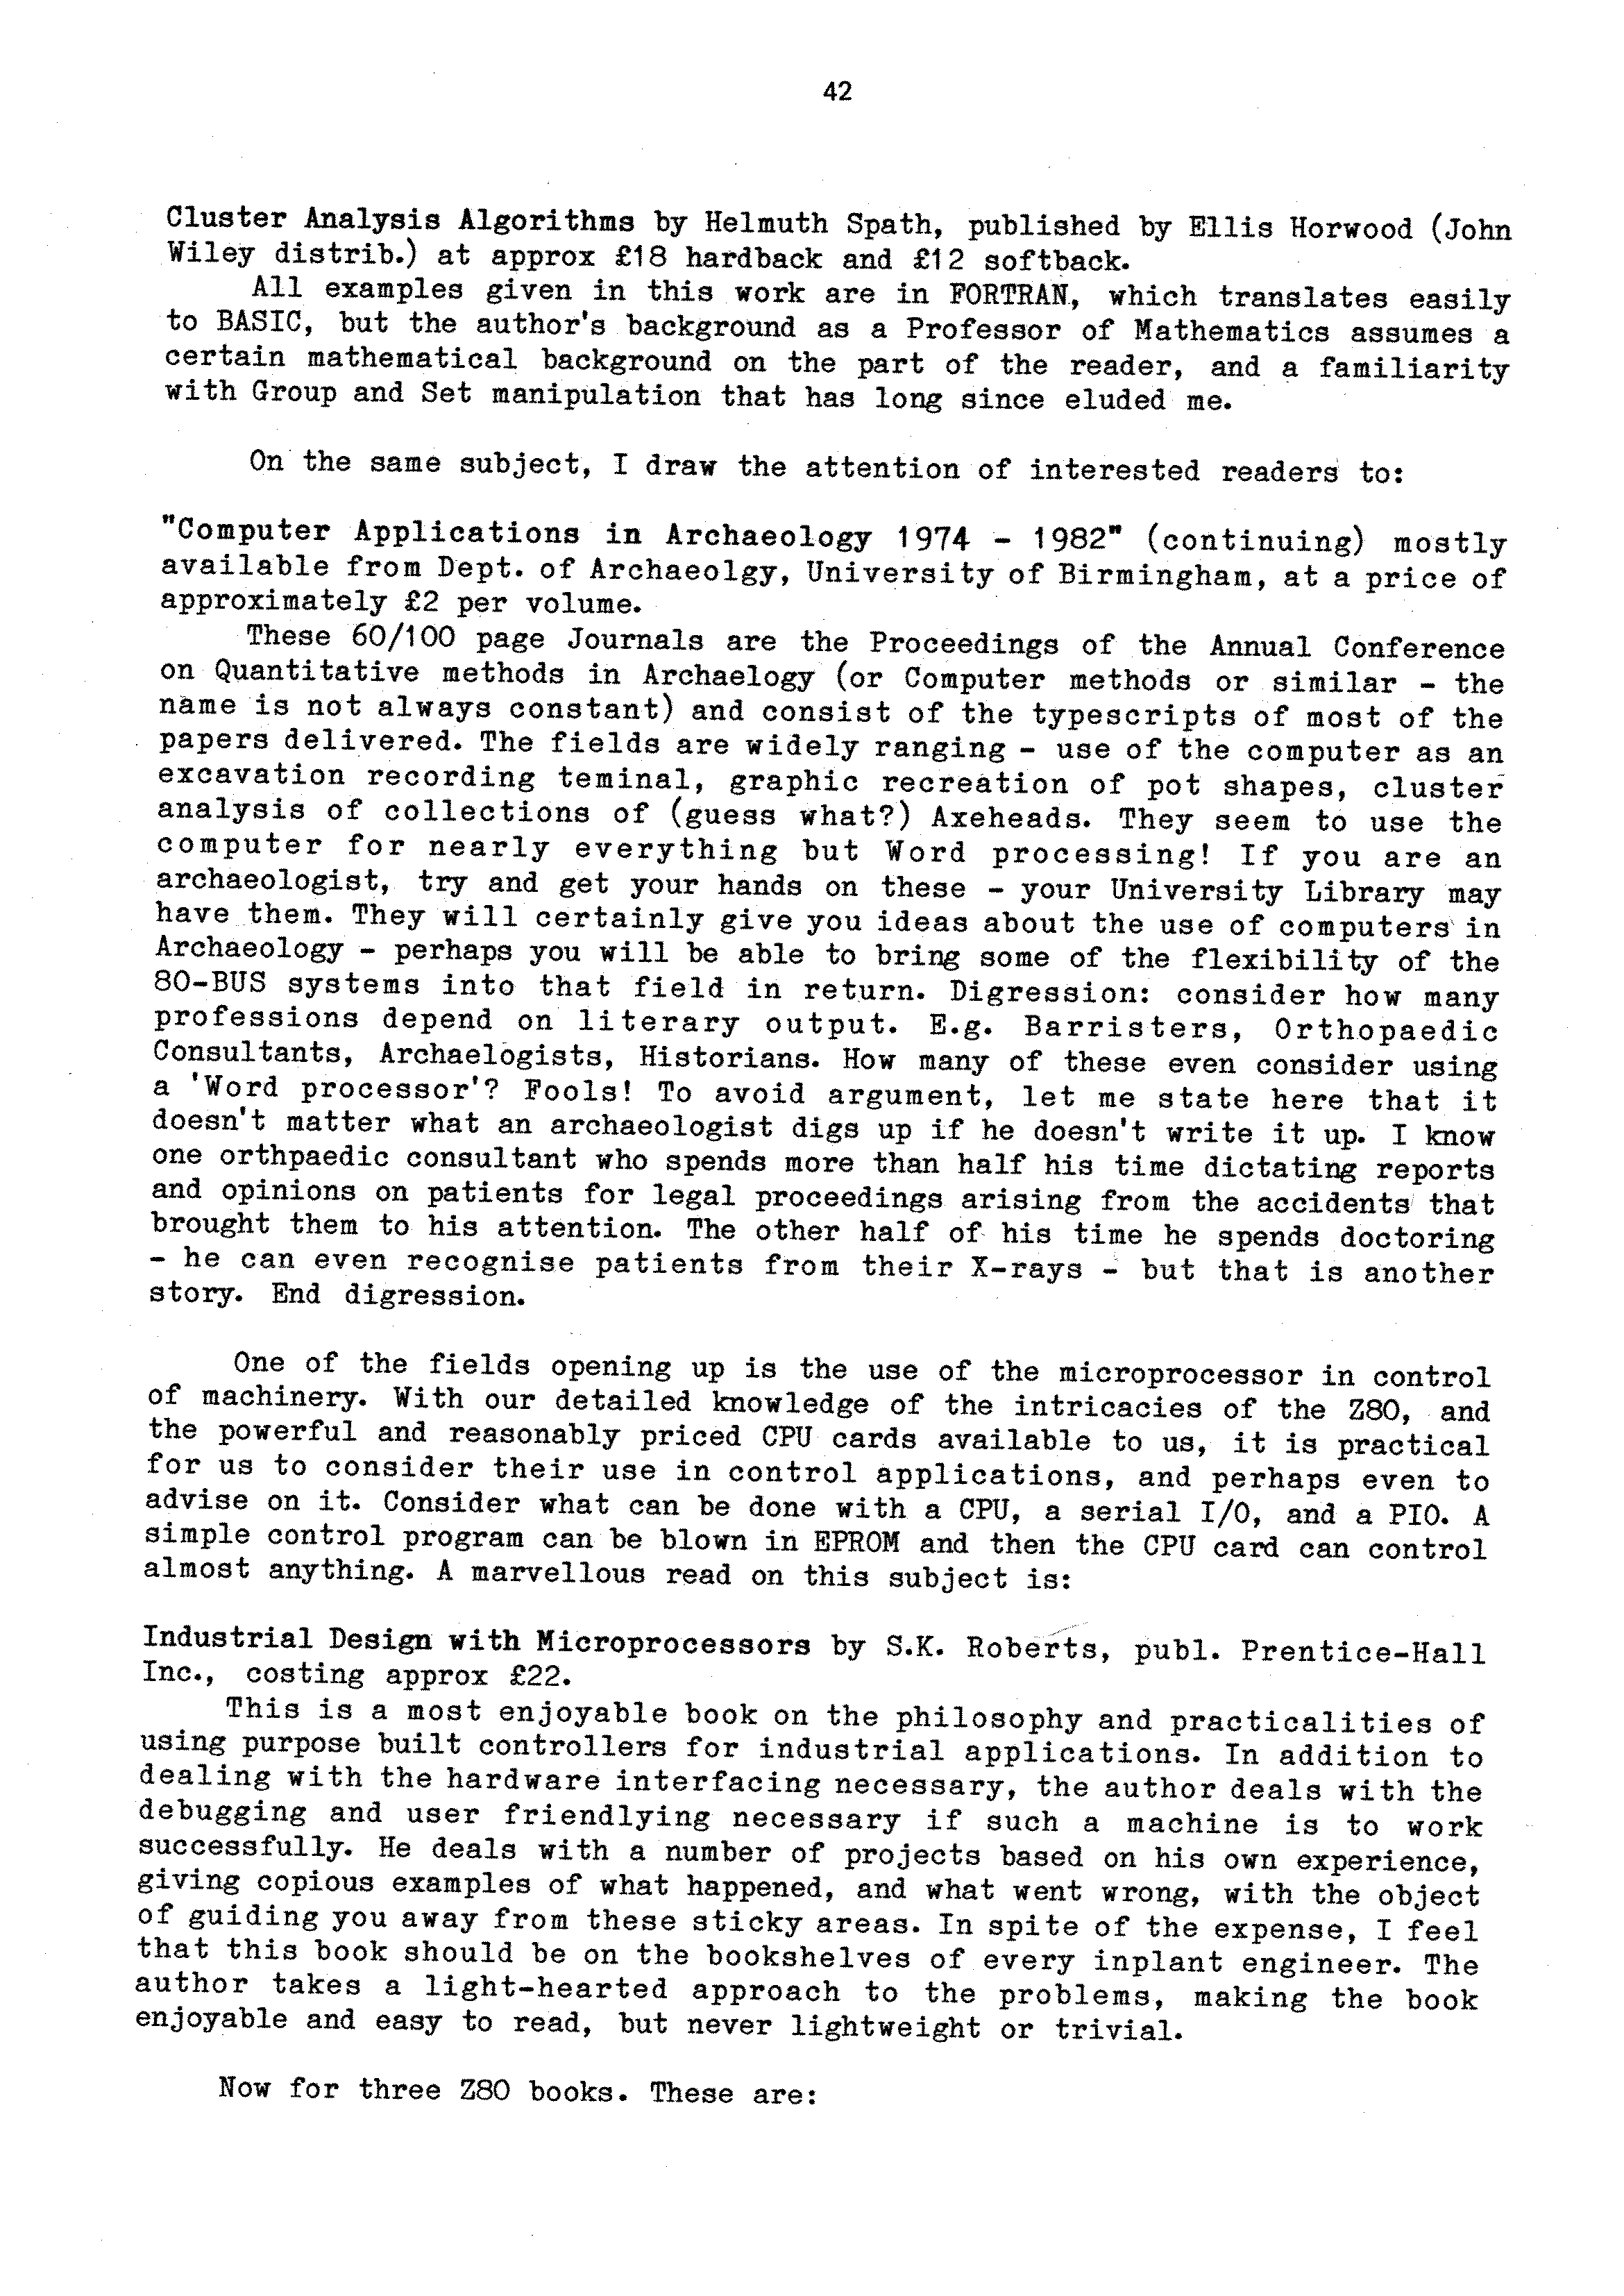 42
Cluster Analysis Algorithms by Helmuth Spath, published by Ellis Horwood (John
Wiley distrib.) at approx £18 hardback and £12 softback.
All examples given in this work are in FORTRAN, which translates easily
to BASIC, but the author's background as a Professor of Mathematics assumes a
certain mathematical background on the part of the reader, and a familiarity
with Group and Set manipulation that has long since eluded me.
On the same subject, I draw the attention of interested readers to:
"Computer Applications in Archaeology 1974 - 1982" (continuing) mostly
available from Dept. of Archaeolgy, University of Birmingham, at a price of
approximately £2 per volume.
These 60/100 page Journals are the Proceedings of the Annual Conference
on Quantitative methods in Archaelogy (or Computer methods or similar - the
name is not always constant) and consist of the typescripts of most of the
papers delivered. The fields are widely ranging - use of the computer as an
excavation recording teminal, graphic recreation of pot shapes, cluster
analysis of collections of (guess what?) Axeheads. They seem to use the
computer for nearly everything but Word processing! If you are an
archaeologist, try and get your hands on these - your University Library may
have them. They will certainly give you ideas about the use of computers in
Archaeology - perhaps you will be able to bring some of the flexibility of the
80-BUS systems into that field in return. Digression: consider how many
professions depend on literary output. E.g. Barristers, Orthopaedic
Consultants, Archaelogists, Historians. How many of these even consider using
a 'Word processor'? Fools! To avoid argument, let me state here that it
doesn't matter what an archaeologist digs up if he doesn't write it up. I know
one orthpaedic consultant who spends more than half his time dictating reports
and opinions on patients for legal proceedings arising from the accidents that
brought them to his attention. The other half of his time he spends doctoring
- he can even recognise patients from their X-rays - but that is another
story. End digression.
One of the fields opening up is the use of the microprocessor in control
of machinery. With our detailed knowledge of the intricacies of the Z80, and
the powerful and reasonably priced CPU cards available to us, it is practical
for us to consider their use in control applications, and perhaps even to
advise on it. Consider what can be done with a CPU, a serial I/O, and a PIO. A
simple control program can be blown in EPROM and then the CPU card can control
almost anything. A marvellous read on this subject is:
Industrial Design with Microprocessors by S.K. Roberts, publ. Prentice-Hall
Inc., costing approx £22.
This is a most enjoyable book on the philosophy and practicalities of
using purpose built controllers for industrial applications. In addition to
dealing with the hardware interfacing necessary, the author deals with the
debugging and user friendlying necessary if such a machine is to work
successfully. He deals with a number of projects based on his own experience,
giving copious examples of what happened, and what went wrong, with the object
of guiding you away from these sticky areas. In spite of the expense, I feel
that this book should be on the bookshelves of every inplant engineer. The
author takes a light-hearted approach to the problems, making the book
enjoyable and easy to read, but never lightweight or trivial.
Now for three Z80 books. These are: